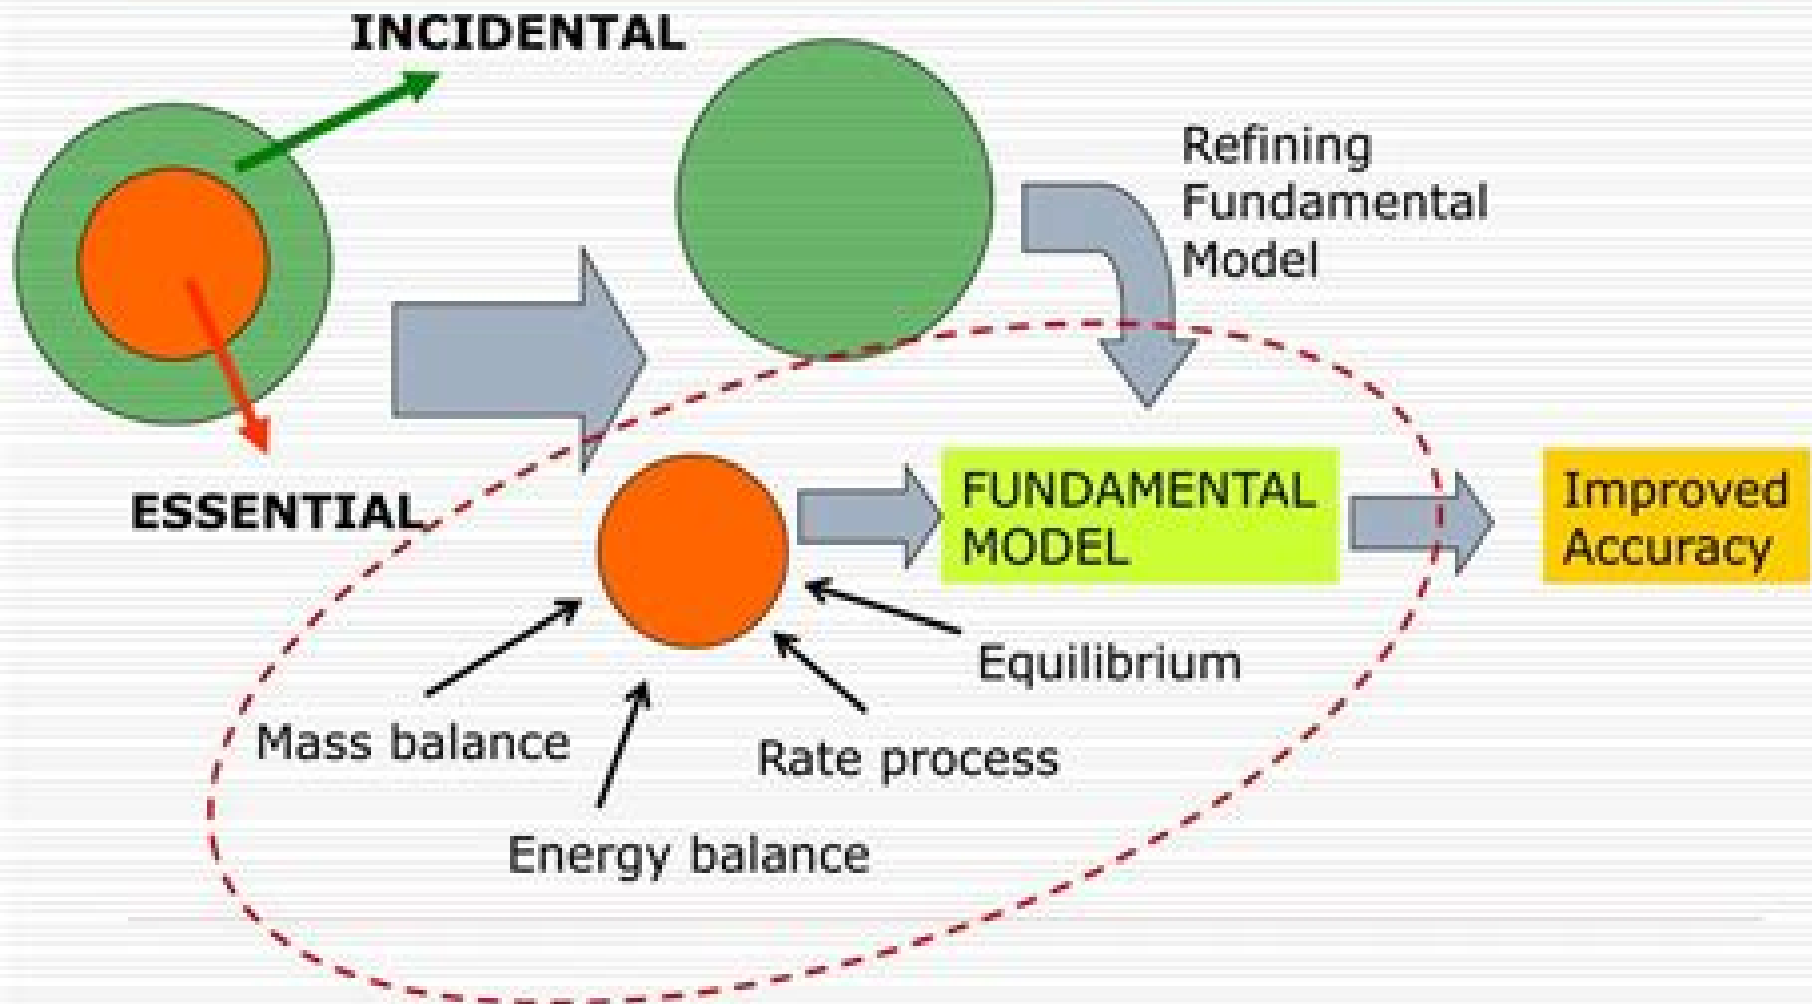 INCIDENTAL
Refining
Fundamental
Model
ESSENTIAL
FUNDAMENTAL
MODEL
Improved
Accuracy
Equilibrium
Mass balance
Rate process
Energy balance